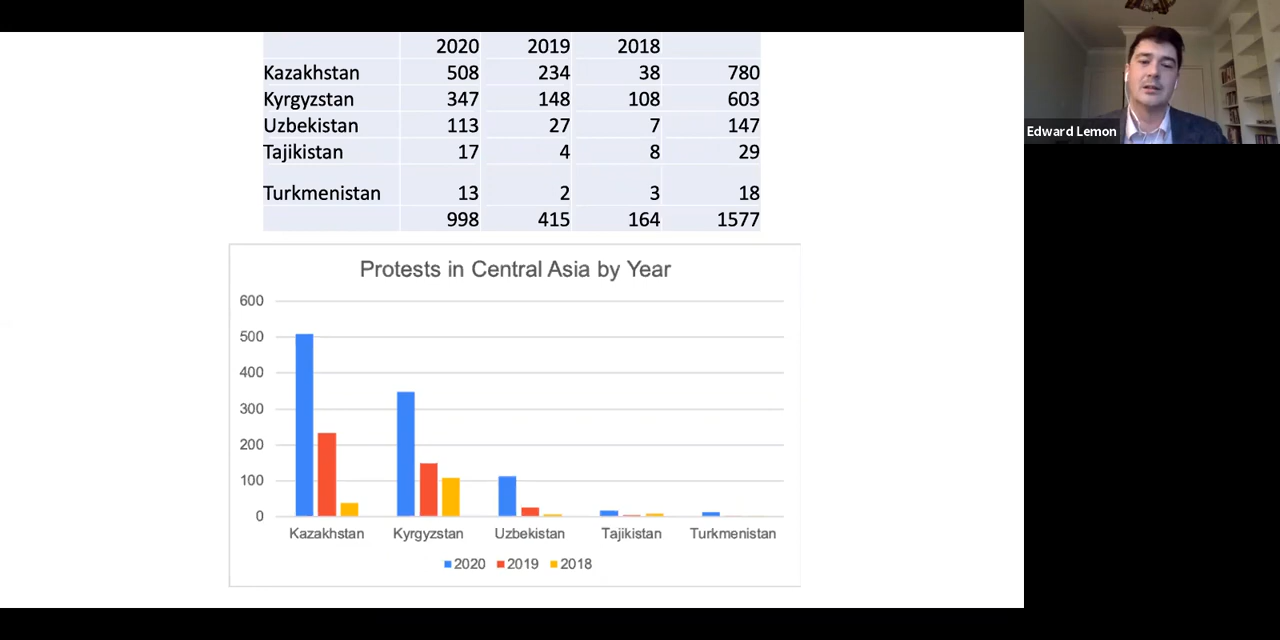 2020 2019 2018
Kazakhstan 508 234 38 780
Kyrgyzstan 347 148 108 603
Uzbekistan 113 27 7 147
Tajikistan 17 4 8 29
Turkmenistan 13 2 3 18
998 415 164 1577
Protests in Central Asia by Year
600
500
400
300
200
100
0
Kazakhstan Kyrgyzstan Uzbekistan Tajikistan Turkmenistan
2020 2019 2018
Edward Lemon